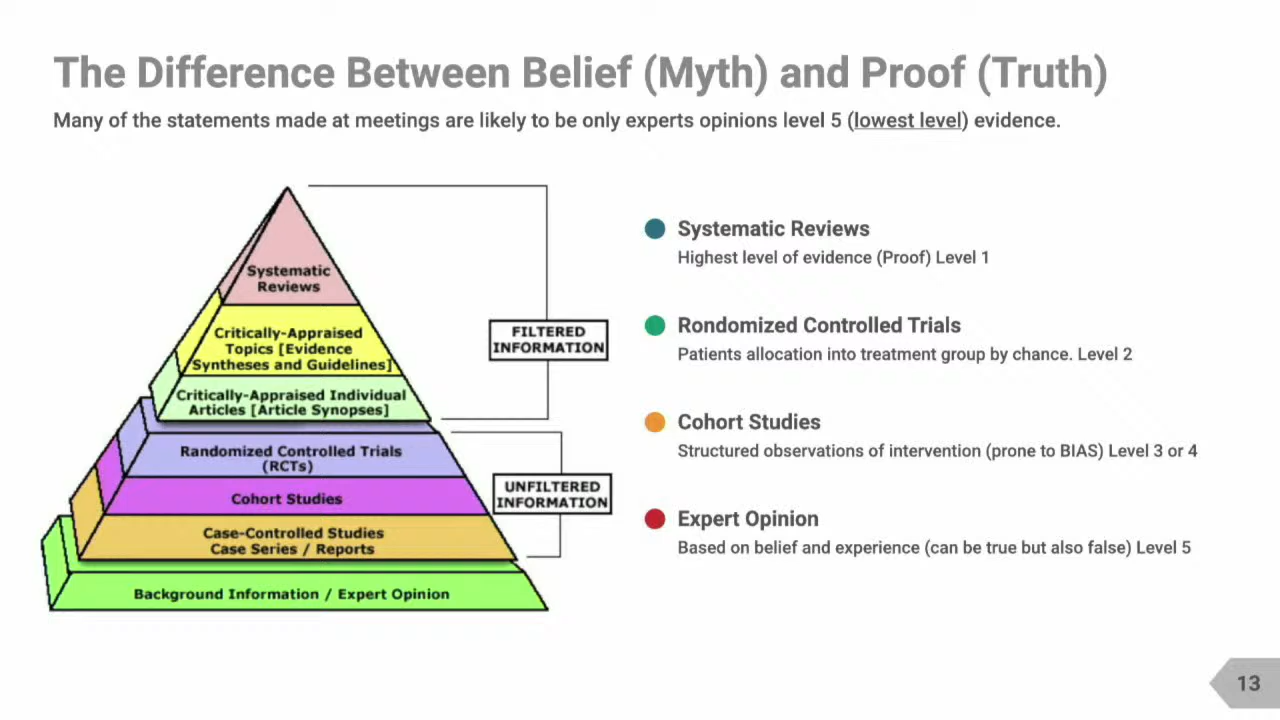 The Difference Between Belief (Myth) and Proof (Truth)
Many of the statements made at meetings are likely to be only experts opinions level 5 (lowest level) evidence.
Systematic
Reviews
Critically-Appraised
Topics [Evidence
Syntheses and Guidelines]
Critically-Appraised Individual
Articles [Article Synopses]
Randomized Controlled Trials
(RCTs)
Cohort Studies
Case-Controlled Studies
Case Series / Reports
Background Information / Expert Opinion
FILTERED
INFORMATION
UNFILTERED
INFORMATION
Systematic Reviews
Highest level of evidence (Proof) Level 1
Rondomized Controlled Trials
Patients allocation into treatment group by chance. Level 2
Cohort Studies
Structured observations of intervention (prone to BIAS) Level 3 or 4
Expert Opinion
Based on belief and experience (can be true but also false) Level 5
13